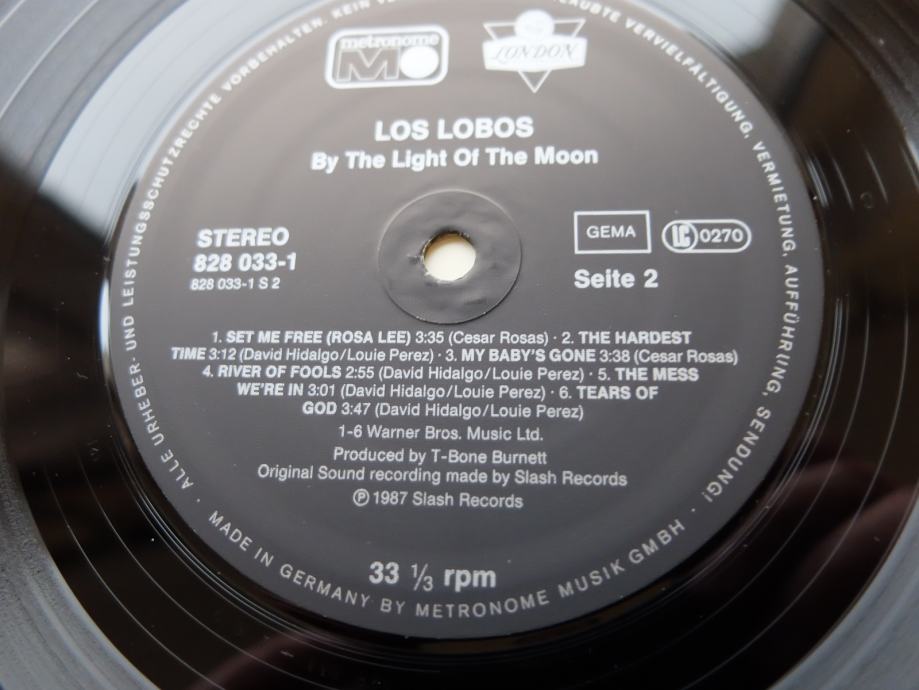 ALLE URHEBER- UND LEISTUNGSSCHUTZRECHTE VORBEHALTEN. KEIN
VERVIELFÄLTIGUNG, VERMIETUNG, AUFFÜHRUNG, SENDUNG!
metronome
LONDON
LOS LOBOS
By The Light Of The Moon
STEREO
828 033-1
828 033-1 S 2
GEMA
LC 0270
Seite 2
1. SET ME FREE (ROSA LEE) 3:35 (Cesar Rosas) · 2. THE HARDEST
TIME 3:12 (David Hidalgo/Louie Perez) · 3. MY BABY'S GONE 3:38 (Cesar Rosas)
4. RIVER OF FOOLS 2:55 (David Hidalgo/Louie Perez) · 5. THE MESS
WE'RE IN 3:01 (David Hidalgo/Louie Perez) · 6. TEARS OF
GOD 3:47 (David Hidalgo/Louie Perez)
1-6 Warner Bros. Music Ltd.
Produced by T-Bone Burnett
Original Sound recording made by Slash Records
℗ 1987 Slash Records
33 ⅓ rpm
MADE IN GERMANY BY METRONOME MUSIK GMBH